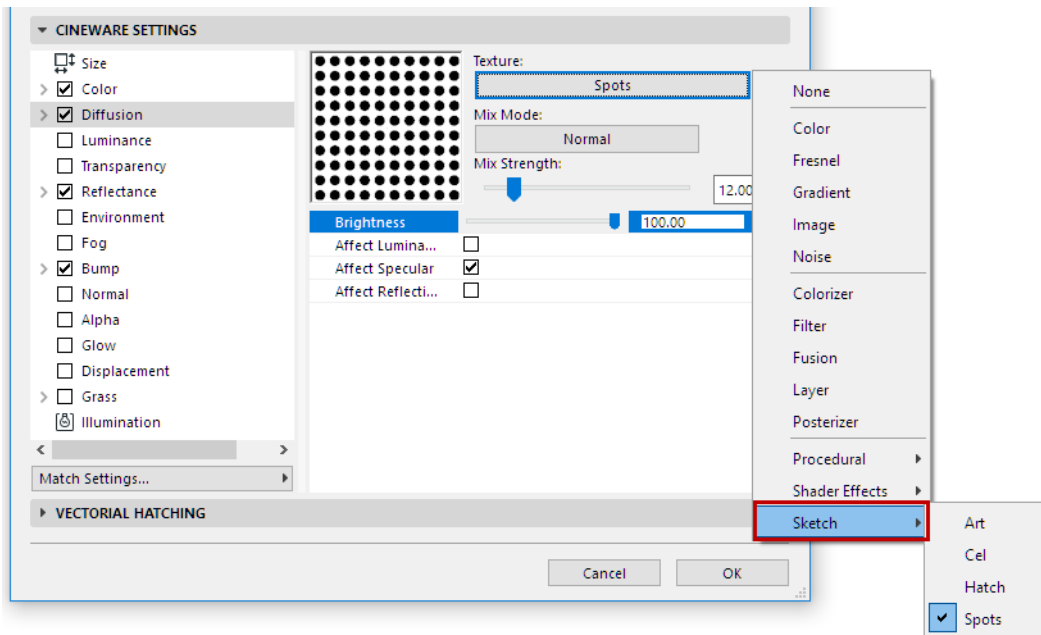 CINEWARE SETTINGS
Size
Color
Diffusion
Luminance
Transparency
Reflectance
Environment
Fog
Bump
Normal
Alpha
Glow
Displacement
Grass
Illumination
Match Settings...
Texture:
Spots
Mix Mode:
Normal
Mix Strength:
12.00
Brightness
100.00
Affect Lumina...
Affect Specular
Affect Reflecti...
VECTORIAL HATCHING
Cancel
OK
None
Color
Fresnel
Gradient
Image
Noise
Colorizer
Filter
Fusion
Layer
Posterizer
Procedural
Shader Effects
Sketch
Art
Cel
Hatch
Spots